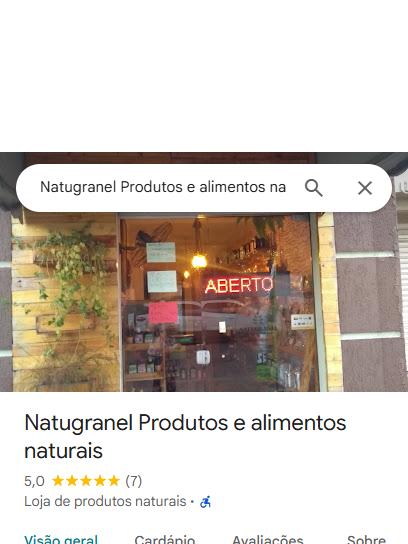 Natugranel Produtos e alimentos na
ABERTO
Natugranel Produtos e alimentos
naturais
5,0 ★★★★★ (7)
Loja de produtos naturais ·
Visão geral Cardápio Avaliações Sobre